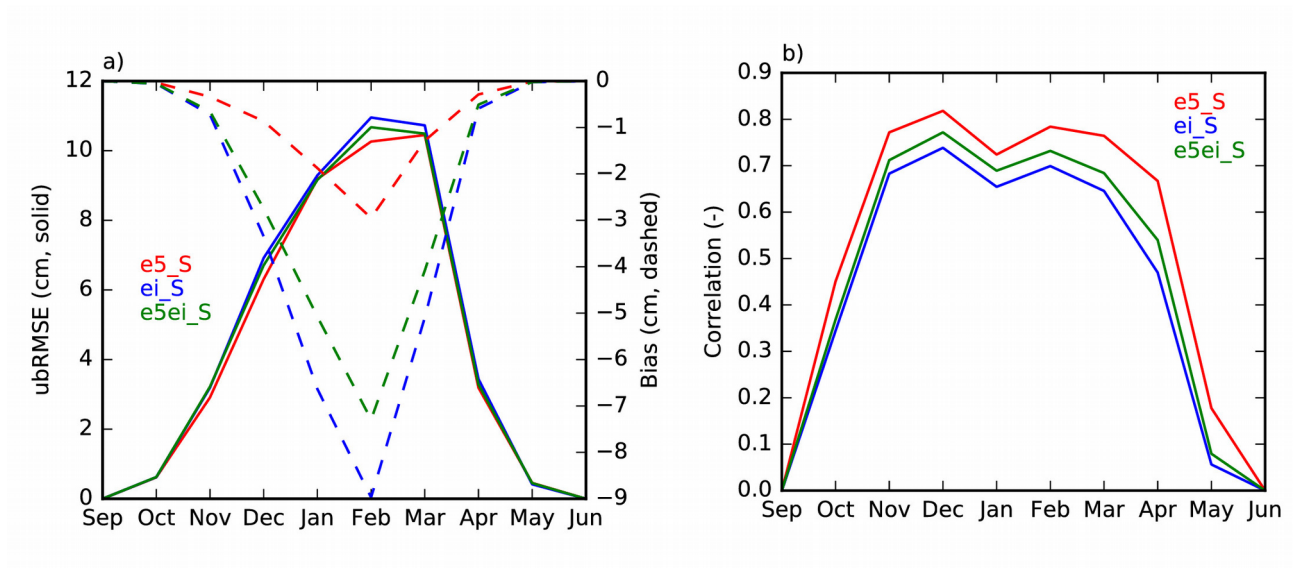 a)
12
10
8
6
4
2
0
ubRMSE (cm, solid)
e5_S
ei_S
e5ei_S
0
−1
−2
−3
−4
−5
−6
−7
−8
−9
Bias (cm, dashed)
Sep Oct Nov Dec Jan Feb Mar Apr May Jun
b)
0.9
0.8
0.7
0.6
0.5
0.4
0.3
0.2
0.1
0.0
Correlation (-)
e5_S
ei_S
e5ei_S
Sep Oct Nov Dec Jan Feb Mar Apr May Jun